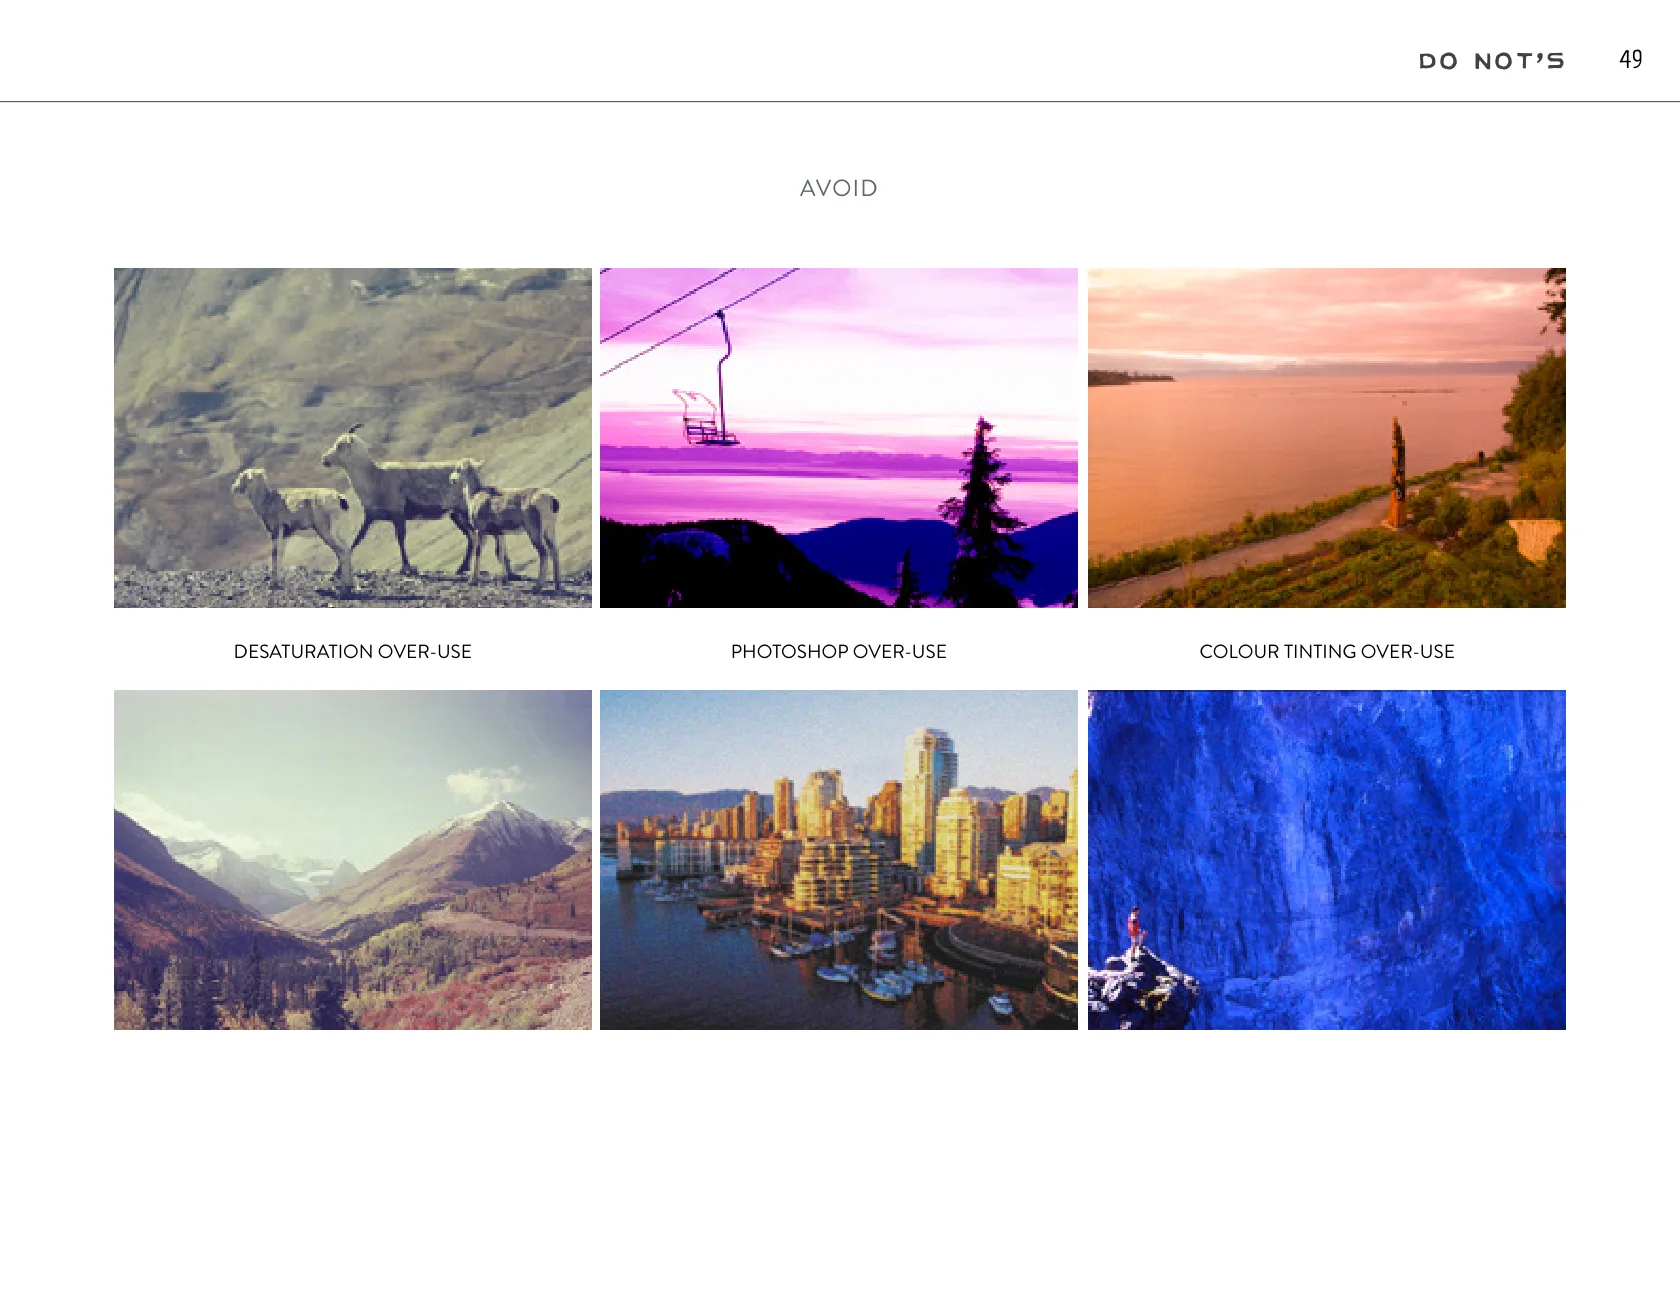 DO NOT'S 49
AVOID
DESATURATION OVER-USE
PHOTOSHOP OVER-USE
COLOUR TINTING OVER-USE